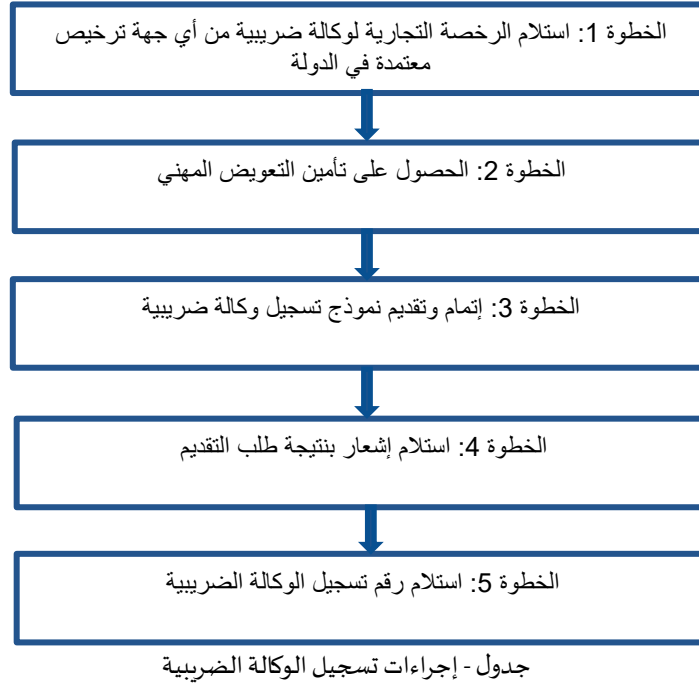 الخطوة 1: استلام الرخصة التجارية لوكالة ضريبية من أي جهة ترخيص
معتمدة في الدولة
الخطوة 2: الحصول على تأمين التعويض المهني
الخطوة 3: إتمام وتقديم نموذج تسجيل وكالة ضريبية
الخطوة 4: استلام إشعار بنتيجة طلب التقديم
الخطوة 5: استلام رقم تسجيل الوكالة الضريبية
جدول - إجراءات تسجيل الوكالة الضريبية